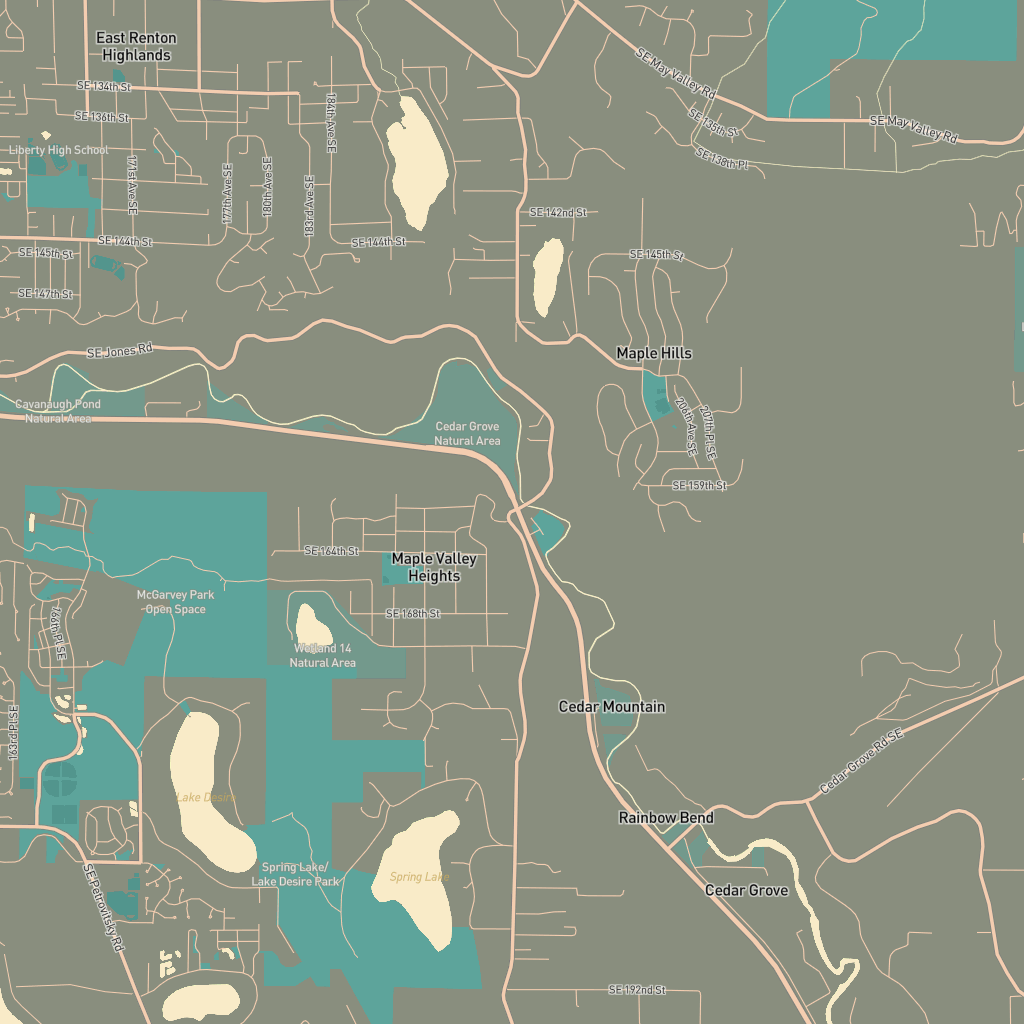 East Renton
Highlands
SE May Valley Rd
SE 134th St
SE 136th St
184th Ave SE
SE 135th St
SE May Valley Rd
Liberty High School
SE 138th Pl
171st Ave SE
177th Ave SE
180th Ave SE
183rd Ave SE
SE 142nd St
SE 144th St
SE 144th St
SE 145th St
SE 145th St
SE 147th St
SE Jones Rd
Maple Hills
Cavanaugh Pond
Natural Area
Cedar Grove
Natural Area
206th Ave SE
207th Pl SE
SE 159th St
SE 164th St
Maple Valley
Heights
McGarvey Park
Open Space
SE 168th St
166th Pl SE
Wetland 14
Natural Area
163rd Pl SE
Cedar Mountain
Cedar Grove Rd SE
Lake Desire
Rainbow Bend
Spring Lake/
Lake Desire Park
Spring Lake
Cedar Grove
SE Petrovitsky Rd
SE 192nd St